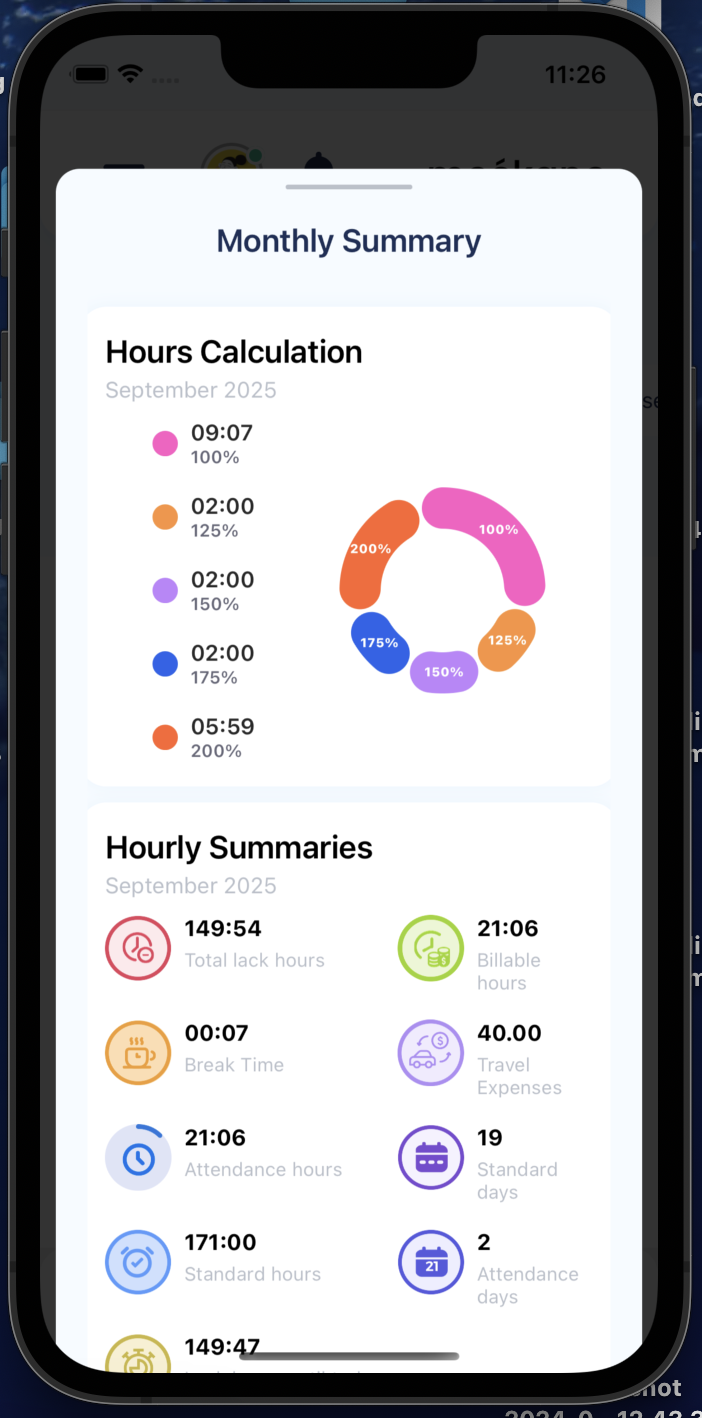 11:26
Monthly Summary
Hours Calculation
September 2025
09:07
100%
02:00
125%
02:00
150%
02:00
175%
05:59
200%
100%
125%
150%
175%
200%
Hourly Summaries
September 2025
149:54
Total lack hours
21:06
Billable
hours
00:07
Break Time
40.00
Travel
Expenses
21:06
Attendance hours
19
Standard
days
171:00
Standard hours
2
Attendance
days
21
149:47